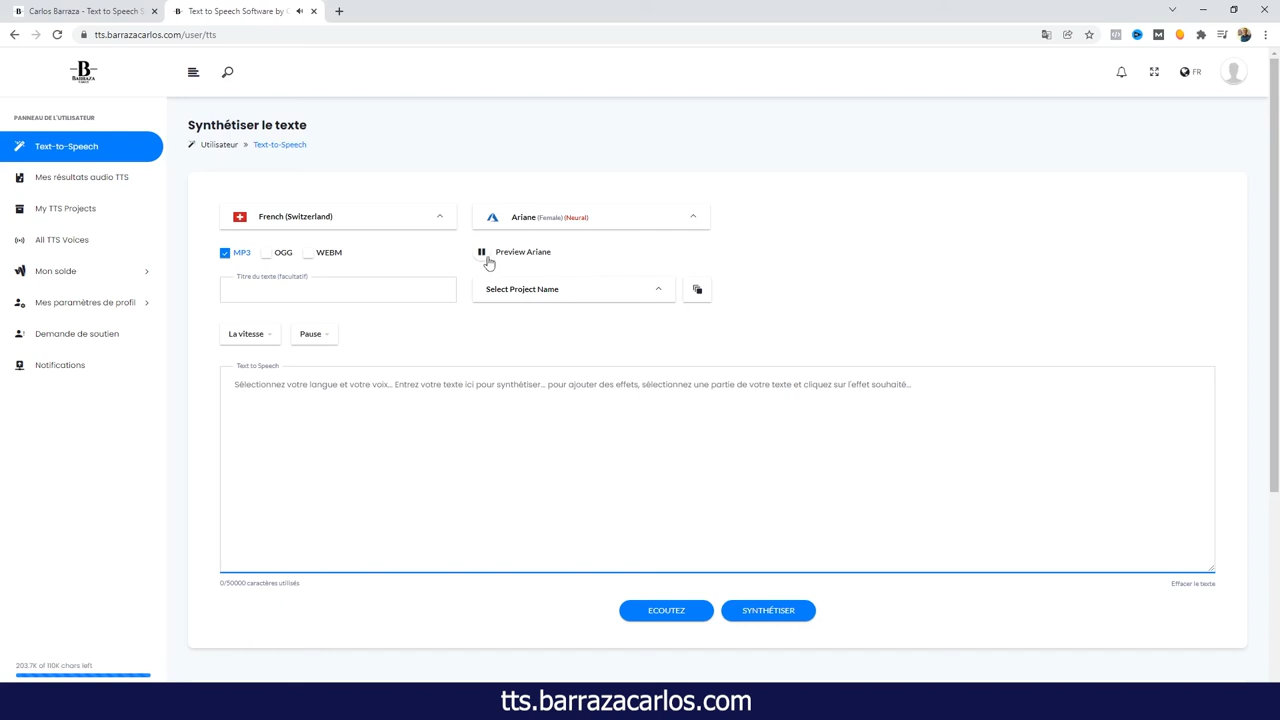 Carlos Barraza - Text to Speech S
Text to Speech Software by C
tts.barrazacarlos.com/user/tts
B
BARRAZA
CARLOS
FR
PANNEAU DE L'UTILISATEUR
Text-to-Speech
Mes résultats audio TTS
My TTS Projects
All TTS Voices
Mon solde
Mes paramètres de profil
Demande de soutien
Notifications
203.7K of 110K chars left
Synthétiser le texte
Utilisateur » Text-to-Speech
French (Switzerland)
Ariane (Female) (Neural)
MP3 OGG WEBM
Preview Ariane
Titre du texte (facultatif)
Select Project Name
La vitesse
Pause
Text to Speech
Sélectionnez votre langue et votre voix... Entrez votre texte ici pour synthétiser... pour ajouter des effets, sélectionnez une partie de votre texte et cliquez sur l'effet souhaité...
0/50000 caractères utilisés
Effacer le texte
ECOUTEZ
SYNTHÉTISER
tts.barrazacarlos.com